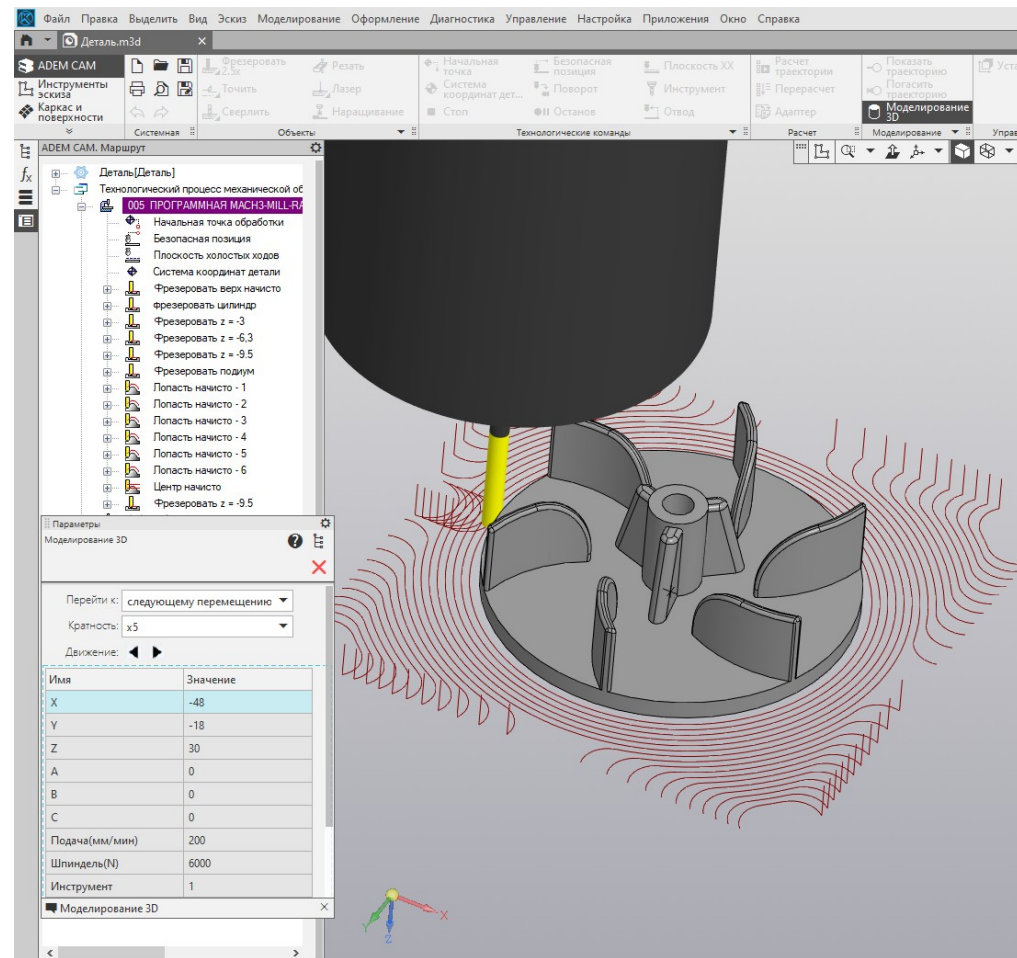 Файл Правка Выделить Вид Эскиз Моделирование Оформление Диагностика Управление Настройка Приложения Окно Справка
Деталь.m3d ×
ADEM CAM
Инструменты эскиза
Каркас и поверхности
Системная
Фрезеровать 2,5x
Точить
Сверлить
Резать
Лазер
Наращивание
Объекты
Начальная точка
Система координат дет...
Стоп
Безопасная позиция
Поворот
Останов
Плоскость ХХ
Инструмент
Отвод
Технологические команды
Расчет траектории
Перерасчет
Адаптер
Расчет
Показать траекторию
Погасить траекторию
Моделирование 3D
Моделирование
Уста
Управ
ADEM CAM. Маршрут
Деталь[Деталь]
Технологический процесс механической об
005 ПРОГРАММНАЯ MACH3-MILL-RA
Начальная точка обработки
Безопасная позиция
Плоскость холостых ходов
Система координат детали
Фрезеровать верх начисто
фрезеровать цилиндр
Фрезеровать z = -3
Фрезеровать z = -6,3
Фрезеровать z = -9.5
Фрезеровать подиум
Лопасть начисто - 1
Лопасть начисто - 2
Лопасть начисто - 3
Лопасть начисто - 4
Лопасть начисто - 5
Лопасть начисто - 6
Центр начисто
Фрезеровать z = -9.5
Параметры
Моделирование 3D
Перейти к: следующему перемещению
Кратность: x5
Движение:
Имя Значение
X -48
Y -18
Z 30
A 0
B 0
C 0
Подача(мм/мин) 200
Шпиндель(N) 6000
Инструмент 1
Моделирование 3D ×
X
Y
Z